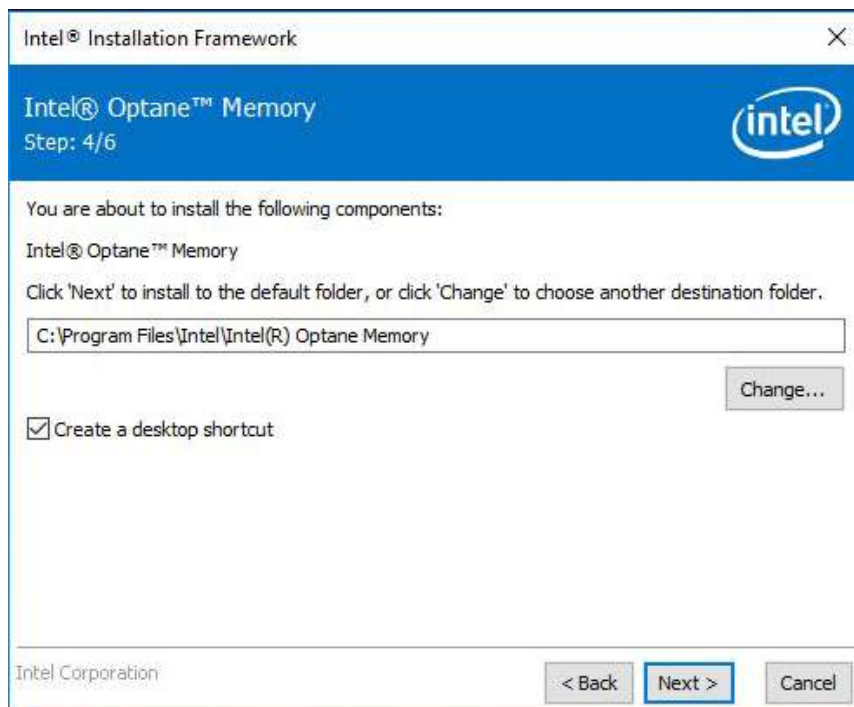 Intel® Installation Framework
Intel® Optane™ Memory
Step: 4/6
intel
You are about to install the following components:
Intel® Optane™ Memory
Click 'Next' to install to the default folder, or click 'Change' to choose another destination folder.
C:\Program Files\Intel\Intel(R) Optane Memory
Change...
Create a desktop shortcut
Intel Corporation
< Back
Next >
Cancel